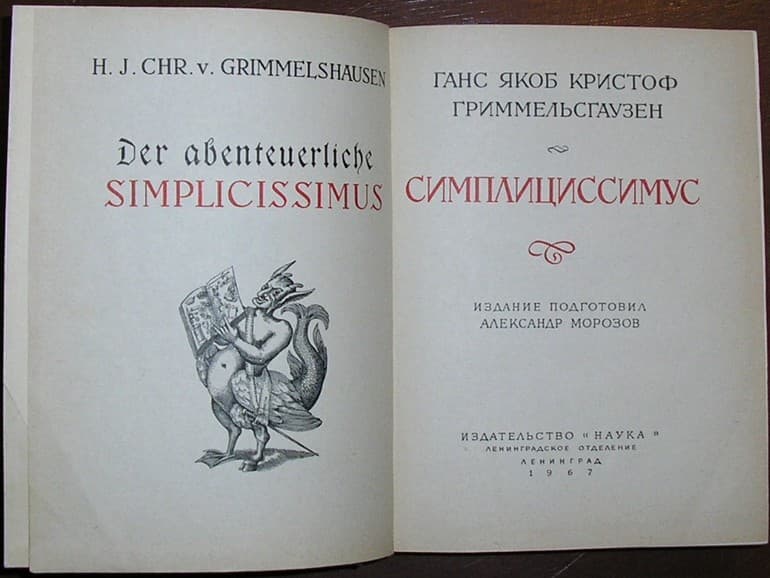 H. J. CHR. v. GRIMMELSHAUSEN
Der abenteuerliche
SIMPLICISSIMUS
ГАНС ЯКОБ КРИСТОФ
ГРИММЕЛЬСГАУЗЕН
СИМПЛИЦИССИМУС
ИЗДАНИЕ ПОДГОТОВИЛ
АЛЕКСАНДР МОРОЗОВ
ИЗДАТЕЛЬСТВО «НАУКА»
ЛЕНИНГРАДСКОЕ ОТДЕЛЕНИЕ
ЛЕНИНГРАД
1967